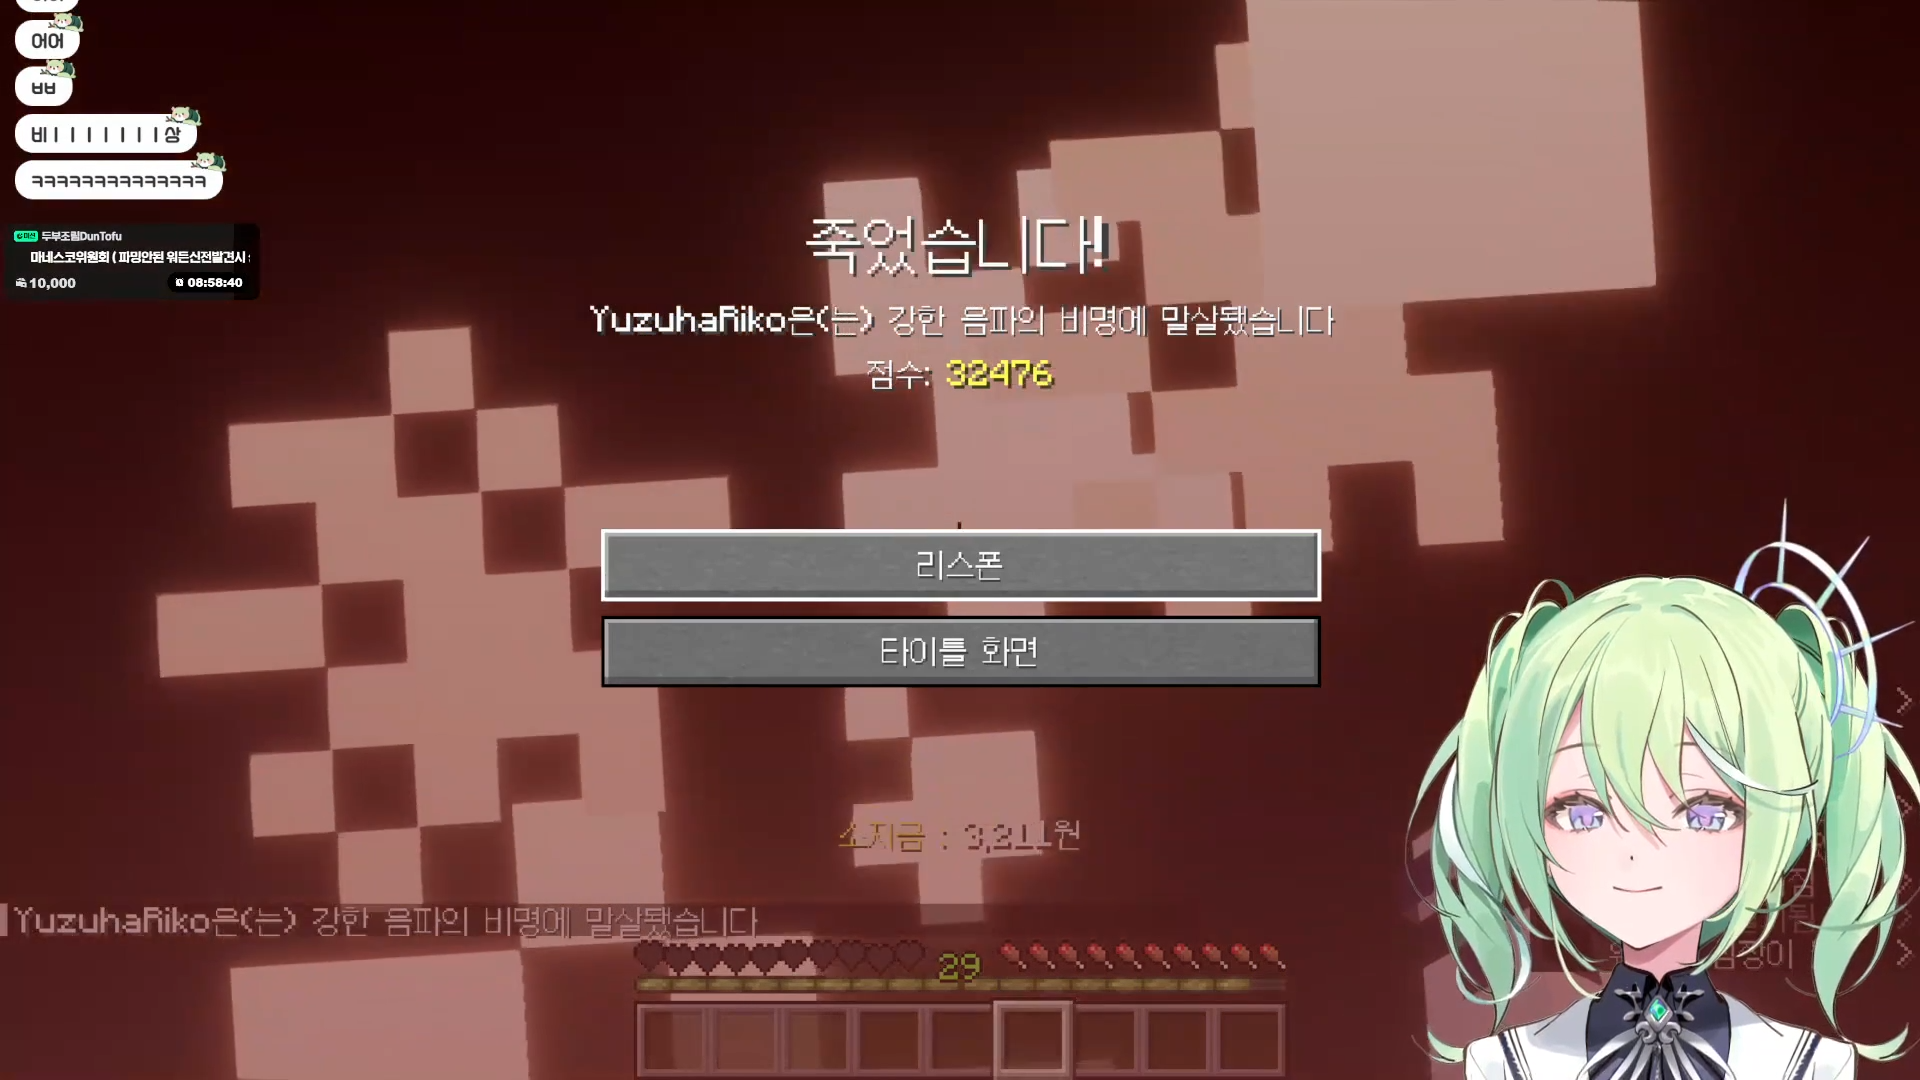 어어
ㅃㅃ
비ㅣㅣㅣㅣㅣㅣㅣ상
ㅋㅋㅋㅋㅋㅋㅋㅋㅋㅋㅋㅋㅋㅋ
미션 두부조림DunTofu
마네스코위원회 ( 파밍안된 워든신전발견시
10,000
08:58:40
죽었습니다!
YuzuhaRiko은(는) 강한 음파의 비명에 말살됐습니다
점수: 32476
리스폰
타이틀 화면
소지금 : 3,211원
YuzuhaRiko은(는) 강한 음파의 비명에 말살됐습니다
29